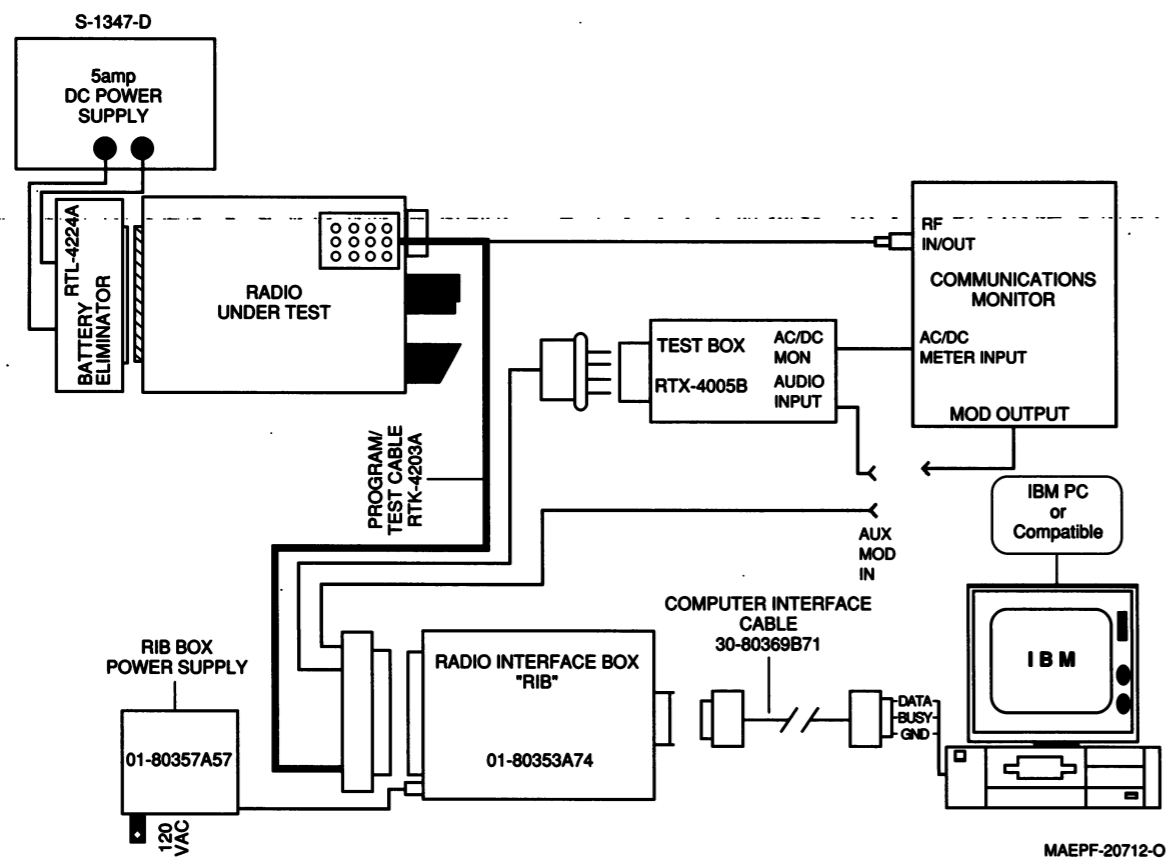 S-1347-D
5amp
DC POWER
SUPPLY
BATTERY RTL-4224A
ELIMINATOR
RADIO
UNDER TEST
RF
IN/OUT
COMMUNICATIONS
MONITOR
AC/DC
METER INPUT
MOD OUTPUT
TEST BOX
RTX-4005B
AC/DC
MON
AUDIO
INPUT
PROGRAM/
TEST CABLE
RTK-4203A
AUX
MOD
IN
IBM PC
or
Compatible
COMPUTER INTERFACE
CABLE
30-80369B71
RIB BOX
POWER SUPPLY
01-80357A57
120
VAC
RADIO INTERFACE BOX
"RIB"
01-80353A74
DATA
BUSY
GND
I B M
MAEPF-20712-O